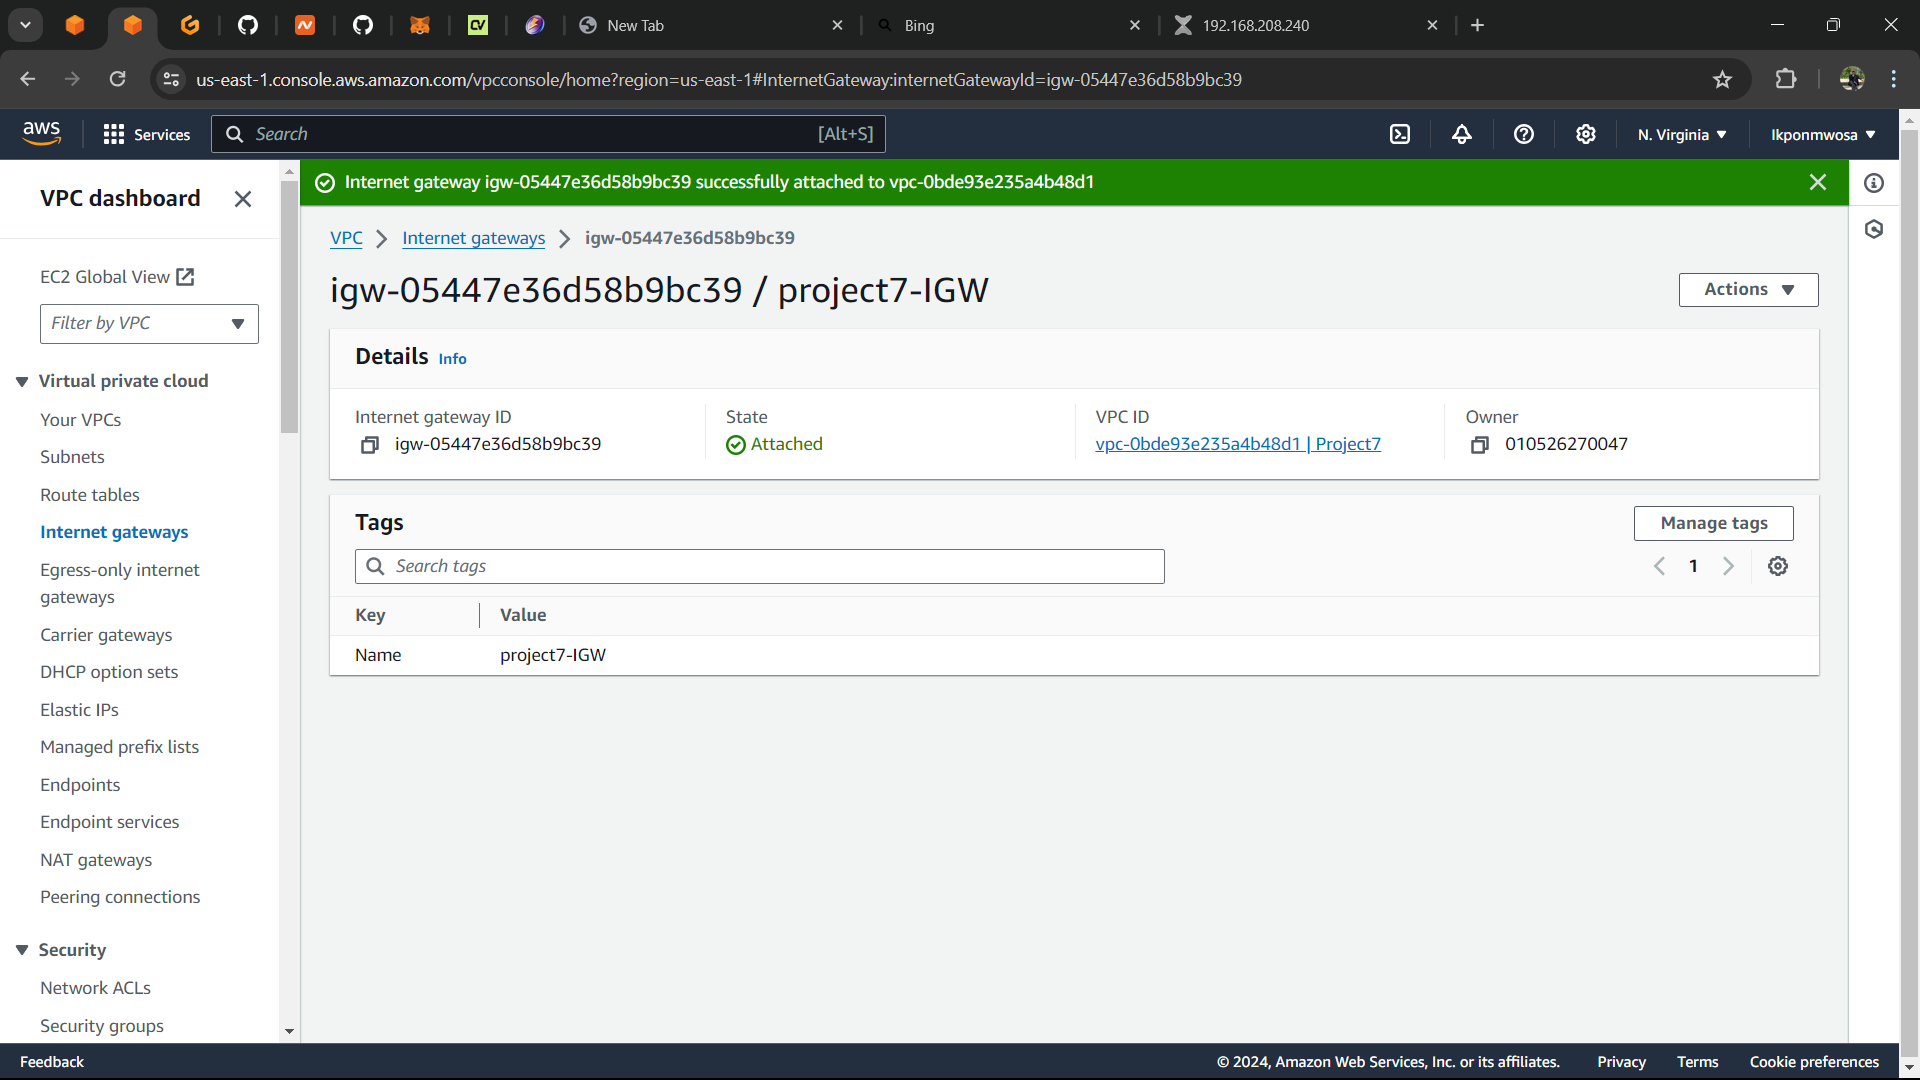 New Tab
Bing
192.168.208.240
us-east-1.console.aws.amazon.com/vpcconsole/home?region=us-east-1#InternetGateway:internetGatewayId=igw-05447e36d58b9bc39
aws
Services
Search
[Alt+S]
N. Virginia
Ikponmwosa
VPC dashboard
EC2 Global View
Filter by VPC
Virtual private cloud
Your VPCs
Subnets
Route tables
Internet gateways
Egress-only internet
gateways
Carrier gateways
DHCP option sets
Elastic IPs
Managed prefix lists
Endpoints
Endpoint services
NAT gateways
Peering connections
Security
Network ACLs
Security groups
Internet gateway igw-05447e36d58b9bc39 successfully attached to vpc-0bde93e235a4b48d1
VPC
Internet gateways
igw-05447e36d58b9bc39
igw-05447e36d58b9bc39 / project7-IGW
Actions
Details Info
Internet gateway ID
igw-05447e36d58b9bc39
State
Attached
VPC ID
vpc-0bde93e235a4b48d1 | Project7
Owner
010526270047
Tags
Manage tags
Search tags
1
Key
Value
Name
project7-IGW
Feedback
© 2024, Amazon Web Services, Inc. or its affiliates.
Privacy
Terms
Cookie preferences
CV